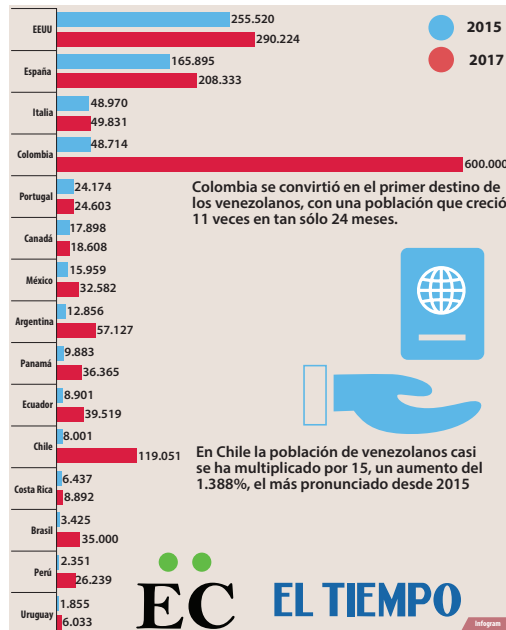 EEUU
255.520
290.224
2015
2017
España
165.895
208.333
Italia
48.970
49.831
Colombia
48.714
600.000
Colombia se convirtió en el primer destino de
los venezolanos, con una población que creció
11 veces en tan sólo 24 meses.
Portugal
24.174
24.603
Canadá
17.898
18.608
México
15.959
32.582
Argentina
12.856
57.127
Panamá
9.883
36.365
Ecuador
8.901
39.519
Chile
8.001
119.051
En Chile la población de venezolanos casi
se ha multiplicado por 15, un aumento del
1.388%, el más pronunciado desde 2015
Costa Rica
6.437
8.892
Brasil
3.425
35.000
Perú
2.351
26.239
Uruguay
1.855
6.033
EC
EL TIEMPO
Infogram